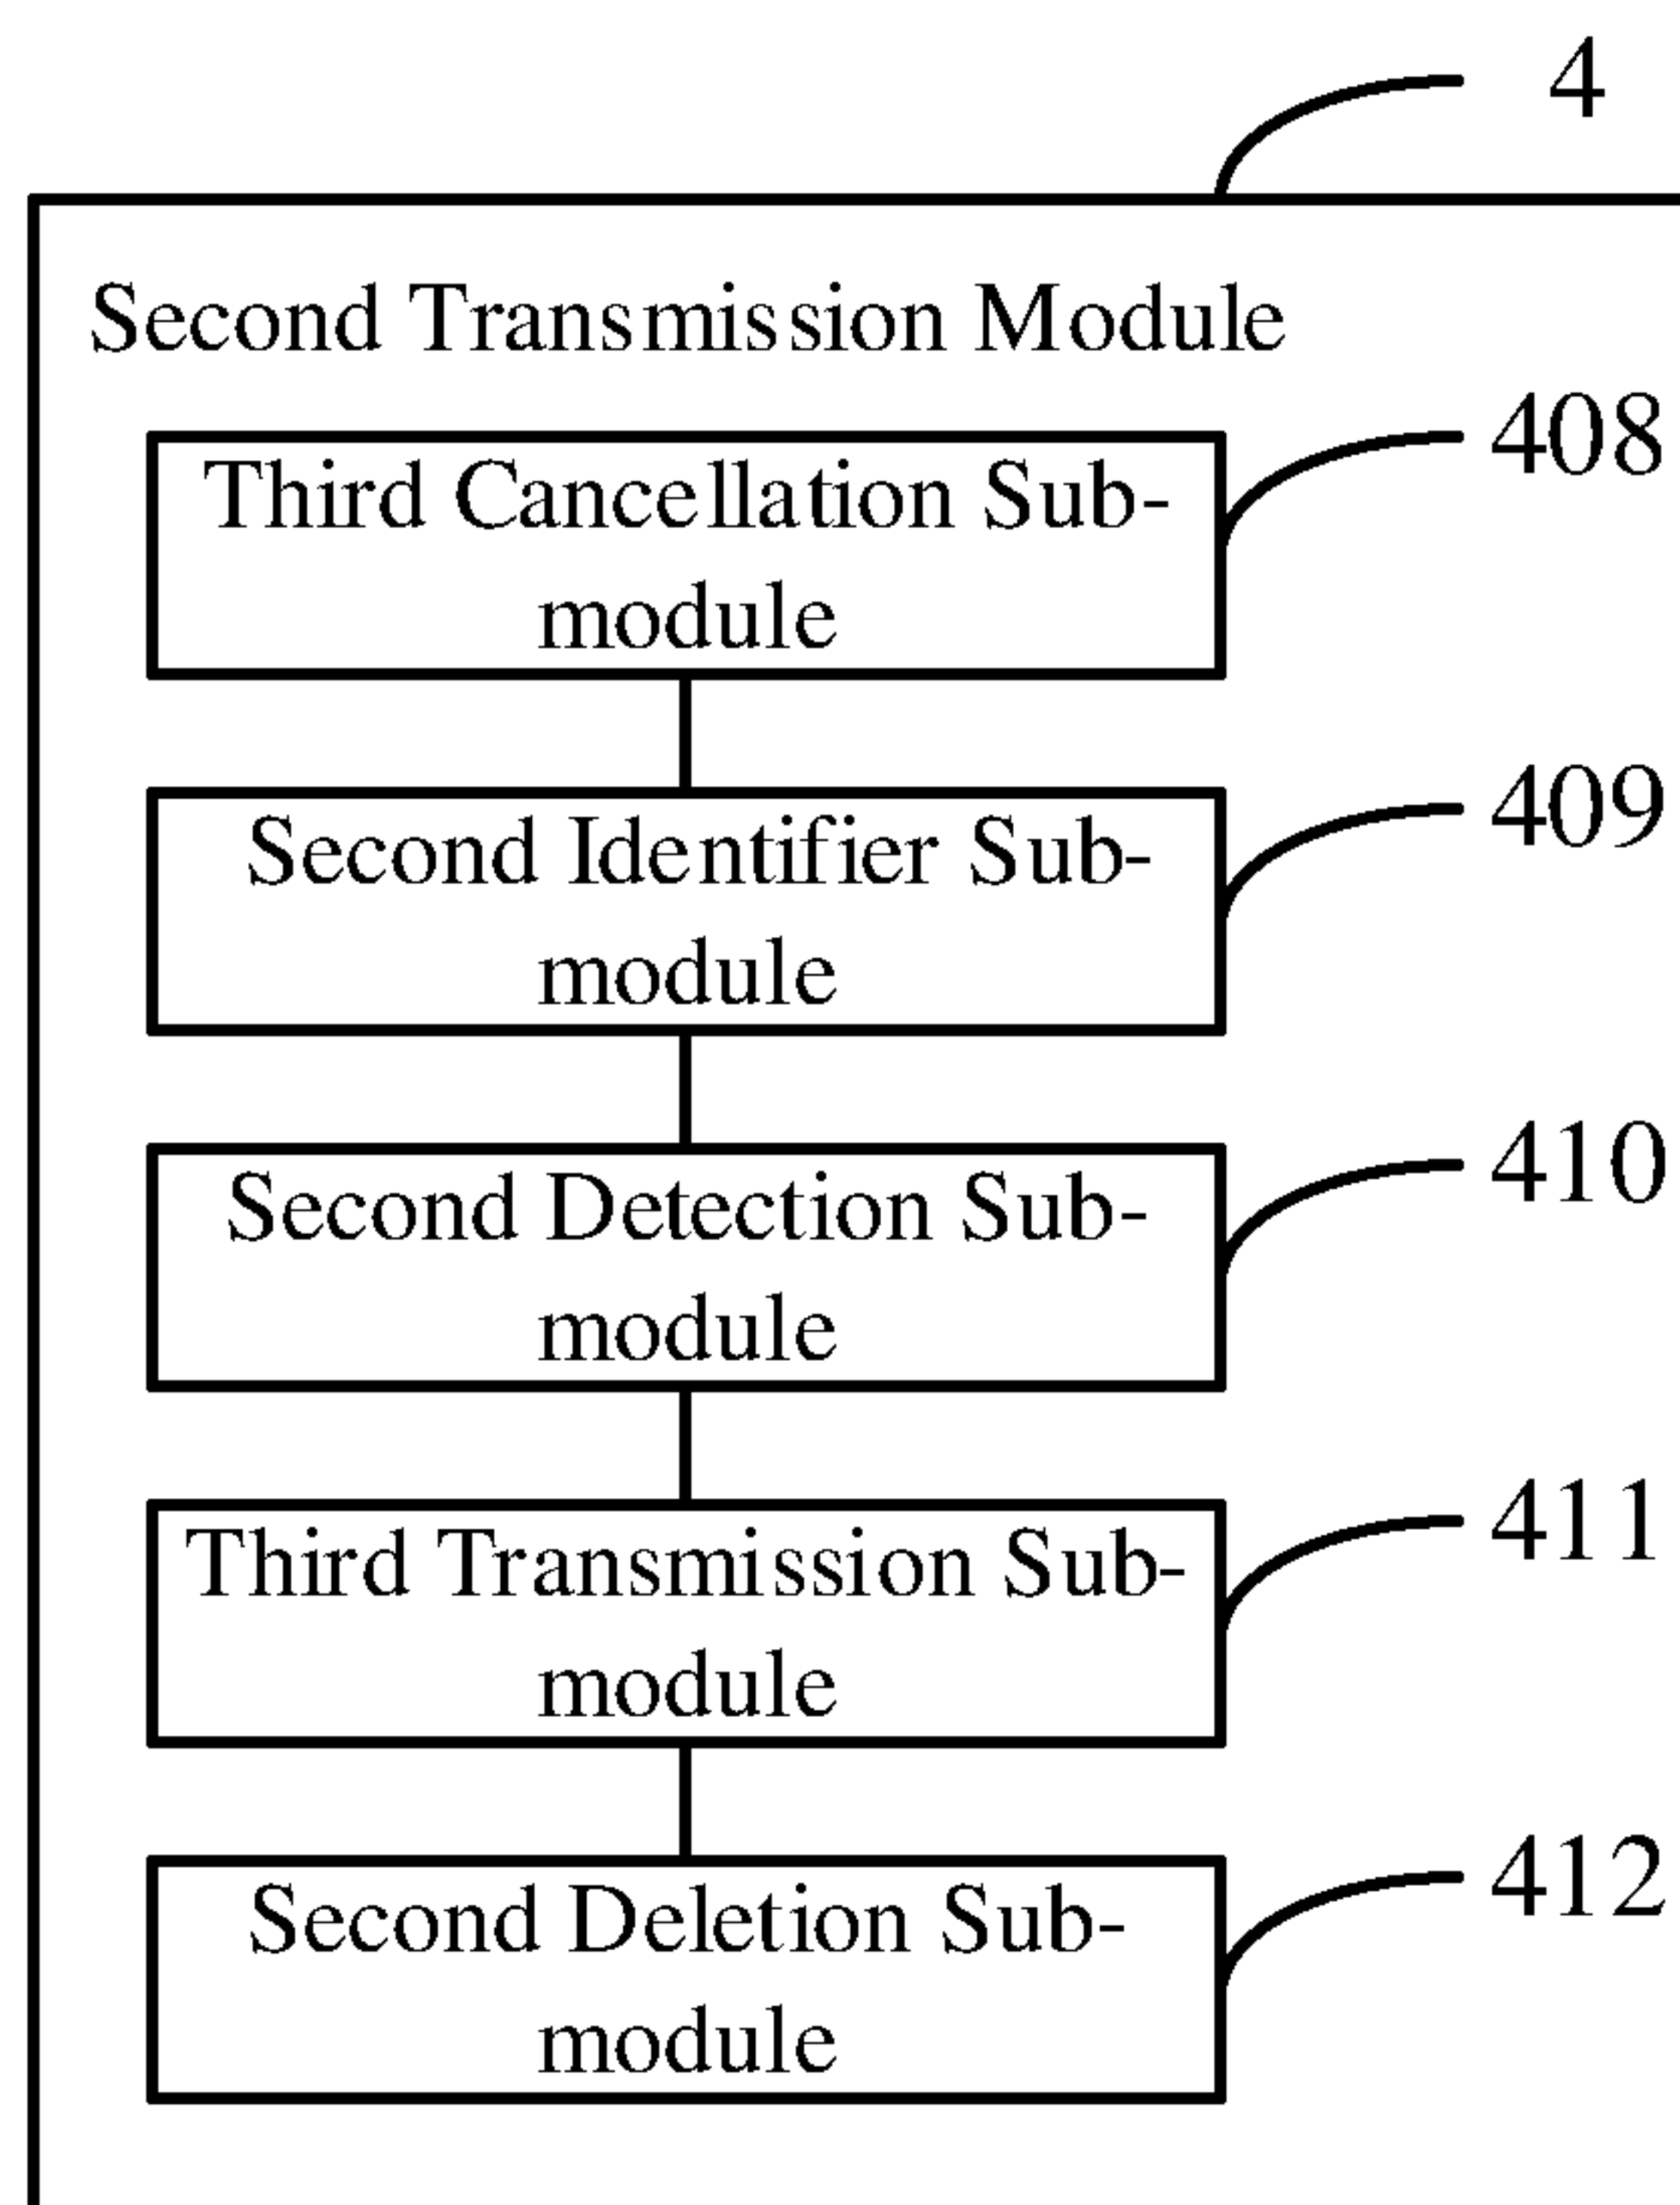 4
Second Transmission Module
408
Third Cancellation Sub-
module
409
Second Identifier Sub-
module
410
Second Detection Sub-
module
411
Third Transmission Sub-
module
412
Second Deletion Sub-
module